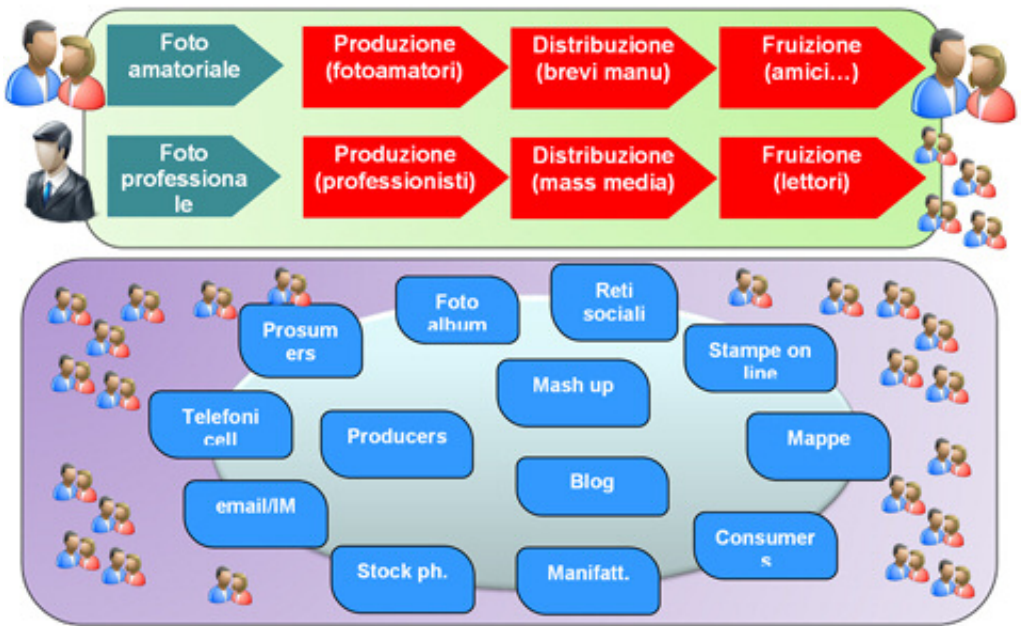 Foto
amatoriale
Produzione
(fotoamatori)
Distribuzione
(brevi manu)
Fruizione
(amici...)
Foto
professiona
le
Produzione
(professionisti)
Distribuzione
(mass media)
Fruizione
(lettori)
Prosum
ers
Foto
album
Reti
sociali
Stampe on
line
Mash up
Telefoni
cell
Producers
Mappe
Blog
email/IM
Consumer
s
Stock ph.
Manifatt.